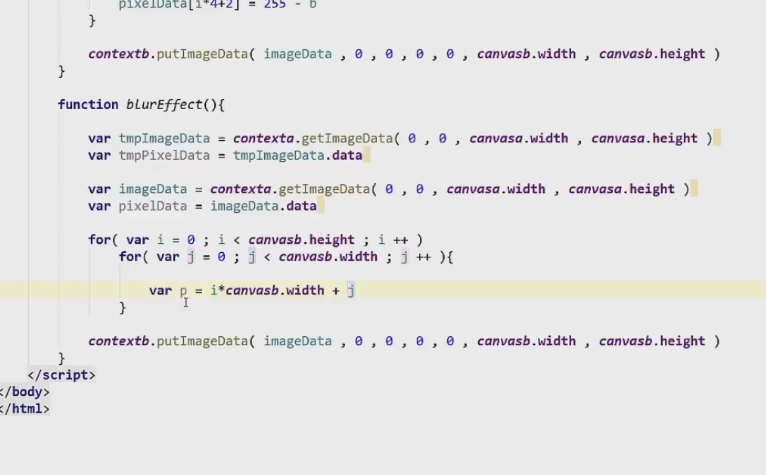 pixelData[i*4+2] = 255 - b
}
contextb.putImageData( imageData , 0 , 0 , 0 , 0 , canvasb.width , canvasb.height )
}
function blurEffect(){
var tmpImageData = contexta.getImageData( 0 , 0 , canvasa.width , canvasa.height )
var tmpPixelData = tmpImageData.data
var imageData = contexta.getImageData( 0 , 0 , canvasa.width , canvasa.height )
var pixelData = imageData.data
for( var i = 0 ; i < canvasb.height ; i ++ )
for( var j = 0 ; j < canvasb.width ; j ++ ){
var p = i*canvasb.width + j
}
contextb.putImageData( imageData , 0 , 0 , 0 , 0 , canvasb.width , canvasb.height )
}
</script>
</body>
</html>